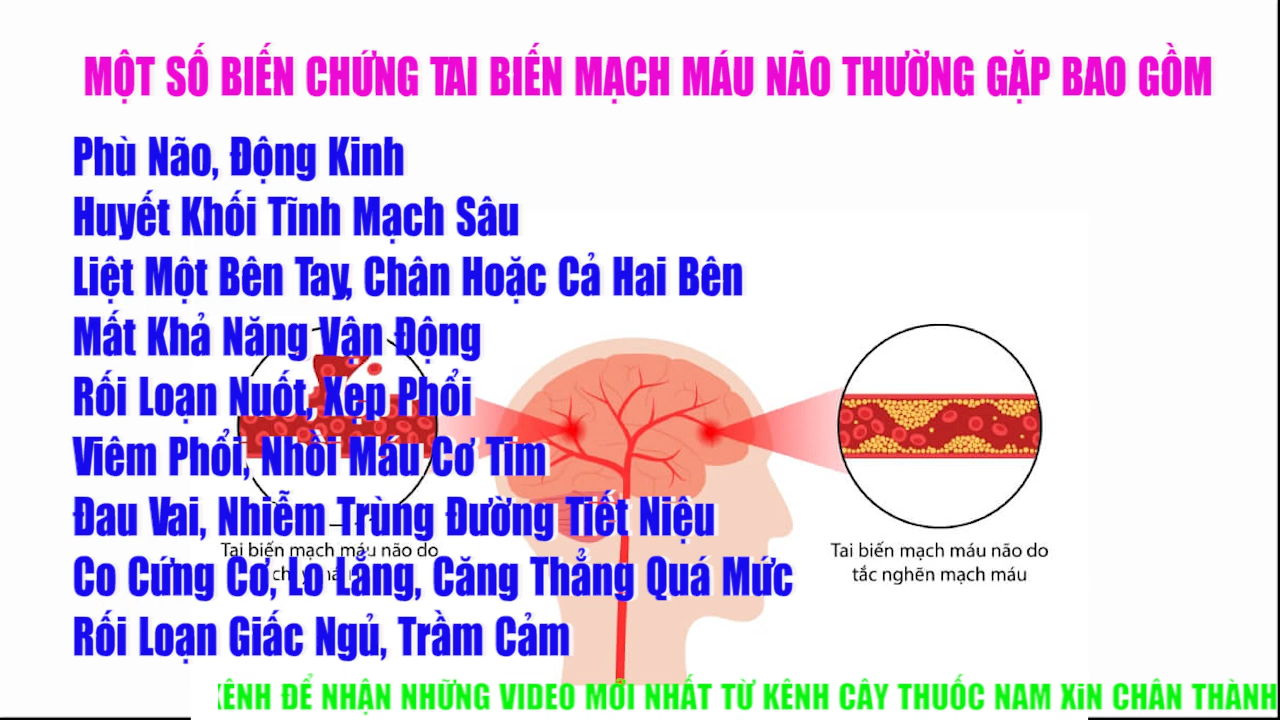 MỘT SỐ BIẾN CHỨNG TAI BIẾN MẠCH MÁU NÃO THƯỜNG GẶP BAO GỒM
Phù Não, Động Kinh
Huyết Khối Tĩnh Mạch Sâu
Liệt Một Bên Tay, Chân Hoặc Cả Hai Bên
Mất Khả Năng Vận Động
Rối Loạn Nuốt, Xẹp Phổi
Viêm Phổi, Nhồi Máu Cơ Tim
Đau Vai, Nhiễm Trùng Đường Tiết Niệu
Co Cứng Cơ, Lo Lắng, Căng Thẳng Quá Mức
Rối Loạn Giấc Ngủ, Trầm Cảm
Tai biến mạch máu não do
Tai biến mạch máu não do
tắc nghẽn mạch máu
KÊNH ĐỂ NHẬN NHỮNG VIDEO MỚI NHẤT TỪ KÊNH CÂY THUỐC NAM XiN CHÂN THÀNH